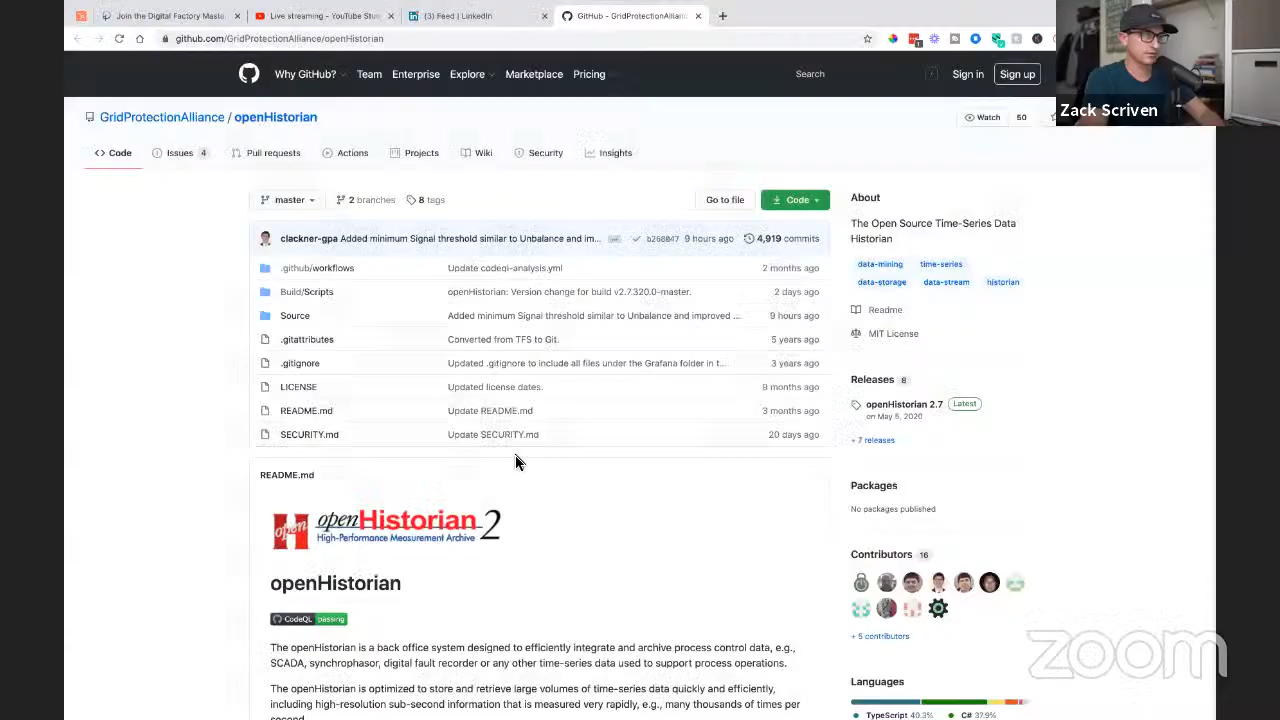 Join the Digital Factory Maste
Live streaming - YouTube Stu
(3) Feed | LinkedIn
GitHub - GridProtectionAllianc
github.com/GridProtectionAlliance/openHistorian
Why GitHub? Team Enterprise Explore Marketplace Pricing Search Sign in Sign up
Zack Scriven
GridProtectionAlliance / openHistorian Watch 50
Code Issues 4 Pull requests Actions Projects Wiki Security Insights
master 2 branches 8 tags Go to file Code
clackner-gpa Added minimum Signal threshold similar to Unbalance and im... b268047 9 hours ago 4,919 commits
.github/workflows Update codeql-analysis.yml 2 months ago
Build/Scripts openHistorian: Version change for build v2.7.320.0-master. 2 days ago
Source Added minimum Signal threshold similar to Unbalance and improved ... 9 hours ago
.gitattributes Converted from TFS to Git. 5 years ago
.gitignore Updated .gitignore to include all files under the Grafana folder in t... 3 years ago
LICENSE Updated license dates. 9 months ago
README.md Update README.md 3 months ago
SECURITY.md Update SECURITY.md 20 days ago
README.md
open
openHistorian 2
High-Performance Measurement Archive
openHistorian
CodeQL passing
The openHistorian is a back office system designed to efficiently integrate and archive process control data, e.g.,
SCADA, synchrophasor, digital fault recorder or any other time-series data used to support process operations.
The openHistorian is optimized to store and retrieve large volumes of time-series data quickly and efficiently,
including high-resolution sub-second information that is measured very rapidly, e.g., many thousands of times per
second.
About
The Open Source Time-Series Data
Historian
data-mining time-series
data-storage data-stream historian
Readme
MIT License
Releases 8
openHistorian 2.7 Latest
on May 5, 2020
+ 7 releases
Packages
No packages published
Contributors 16
+ 5 contributors
Languages
TypeScript 40.3% C# 37.9%
zoom